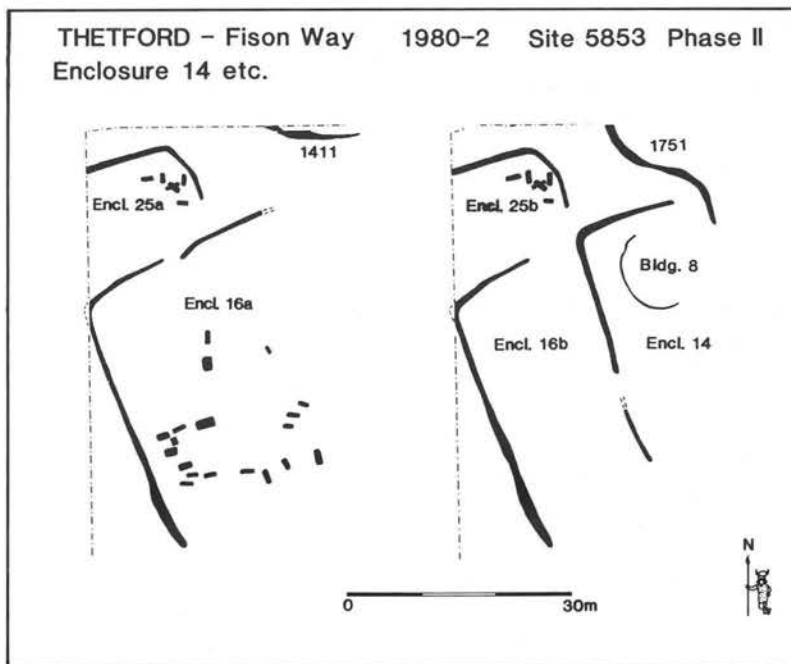 THETFORD – Fison Way 1980-2 Site 5853 Phase II
Enclosure 14 etc.
1411
Encl. 25a
Encl. 16a
1751
Encl. 25b
Bldg. 8
Encl. 16b
Encl. 14
N
0 30m